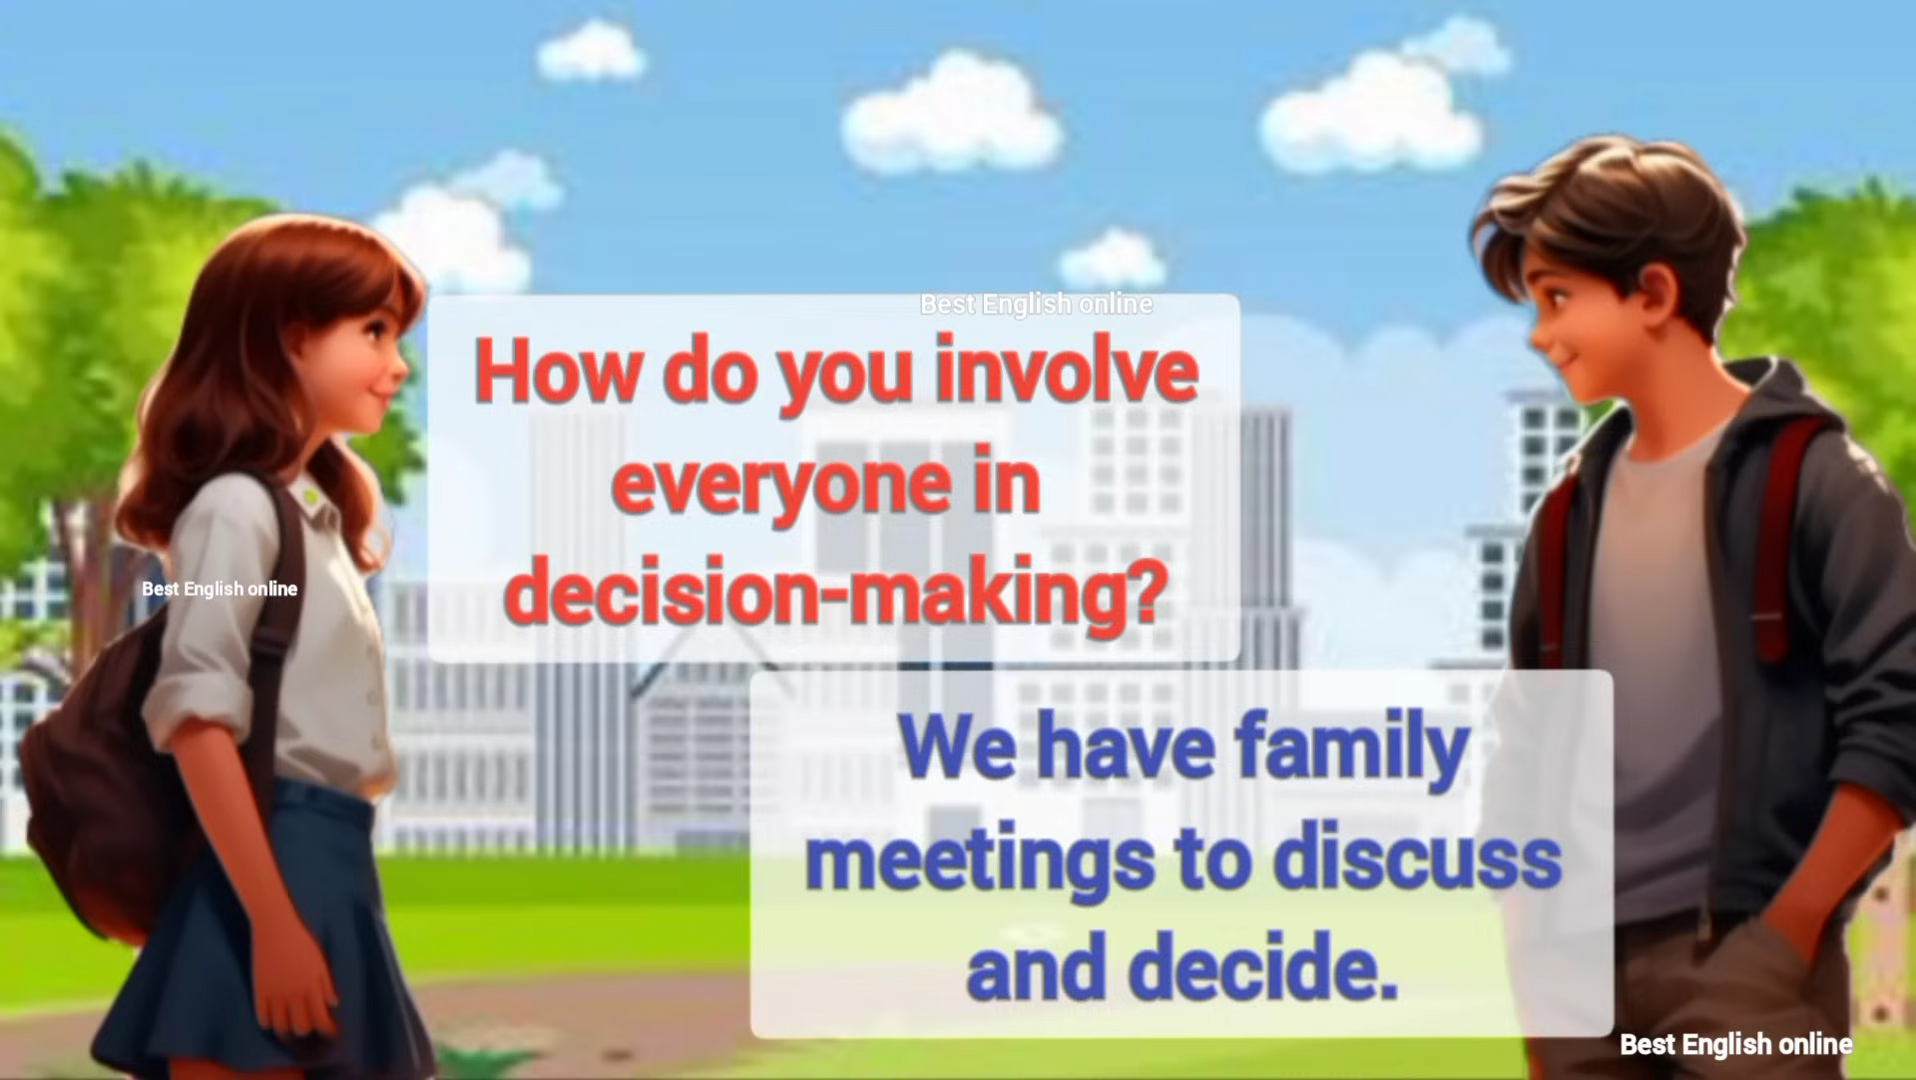 Best English online
How do you involve
everyone in
decision-making?
Best English online
We have family
meetings to discuss
and decide.
Best English online